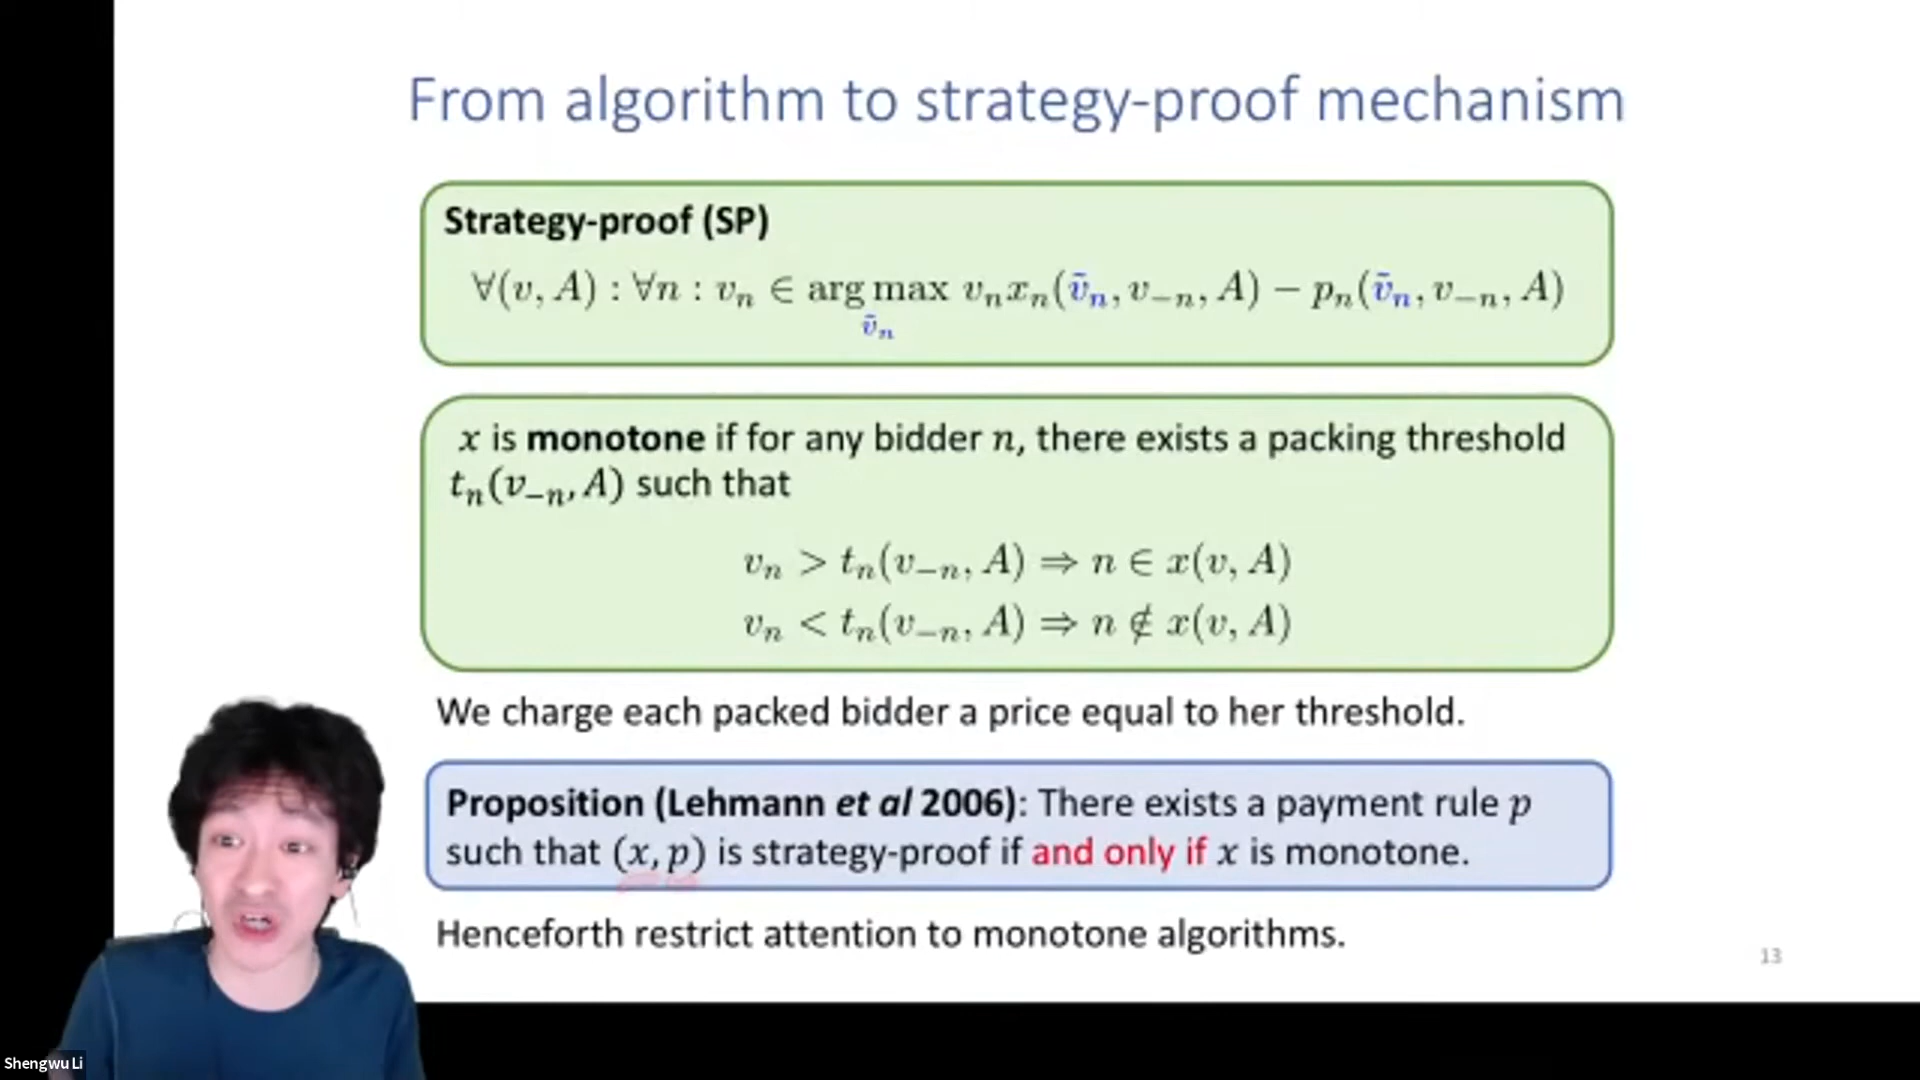 From algorithm to strategy-proof mechanism
Strategy-proof (SP)
∀(v, A) : ∀n : vₙ ∈ arg max vₙxₙ(ṽₙ, v₋ₙ, A) − pₙ(ṽₙ, v₋ₙ, A)
ṽₙ
x is monotone if for any bidder n, there exists a packing threshold
tₙ(v₋ₙ, A) such that
vₙ > tₙ(v₋ₙ, A) ⇒ n ∈ x(v, A)
vₙ < tₙ(v₋ₙ, A) ⇒ n ∉ x(v, A)
We charge each packed bidder a price equal to her threshold.
Proposition (Lehmann et al 2006): There exists a payment rule p
such that (x, p) is strategy-proof if and only if x is monotone.
Henceforth restrict attention to monotone algorithms.
13
Shengwu Li